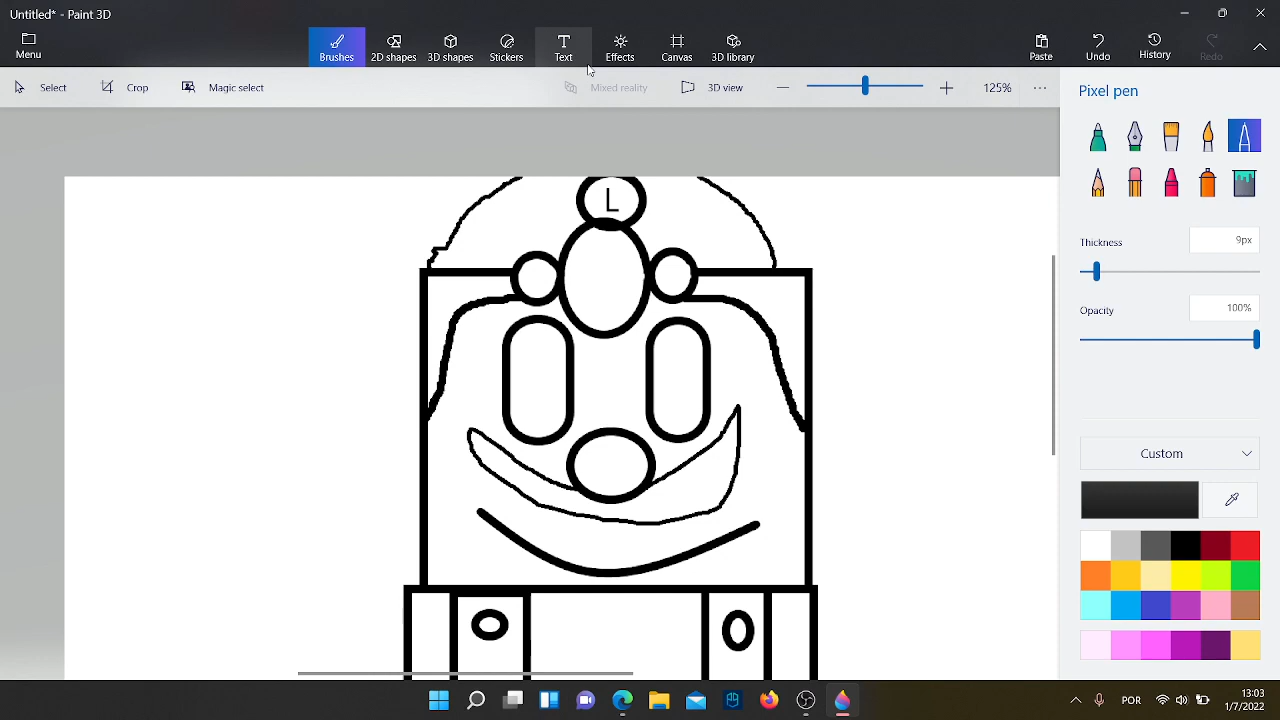 Untitled* - Paint 3D
Menu
Brushes
2D shapes
3D shapes
Stickers
Text
Effects
Canvas
3D library
Paste
Undo
History
Redo
Select
Crop
Magic select
Mixed reality
3D view
125%
Pixel pen
Thickness
9px
Opacity
100%
Custom
L
POR
13:03
1/7/2022